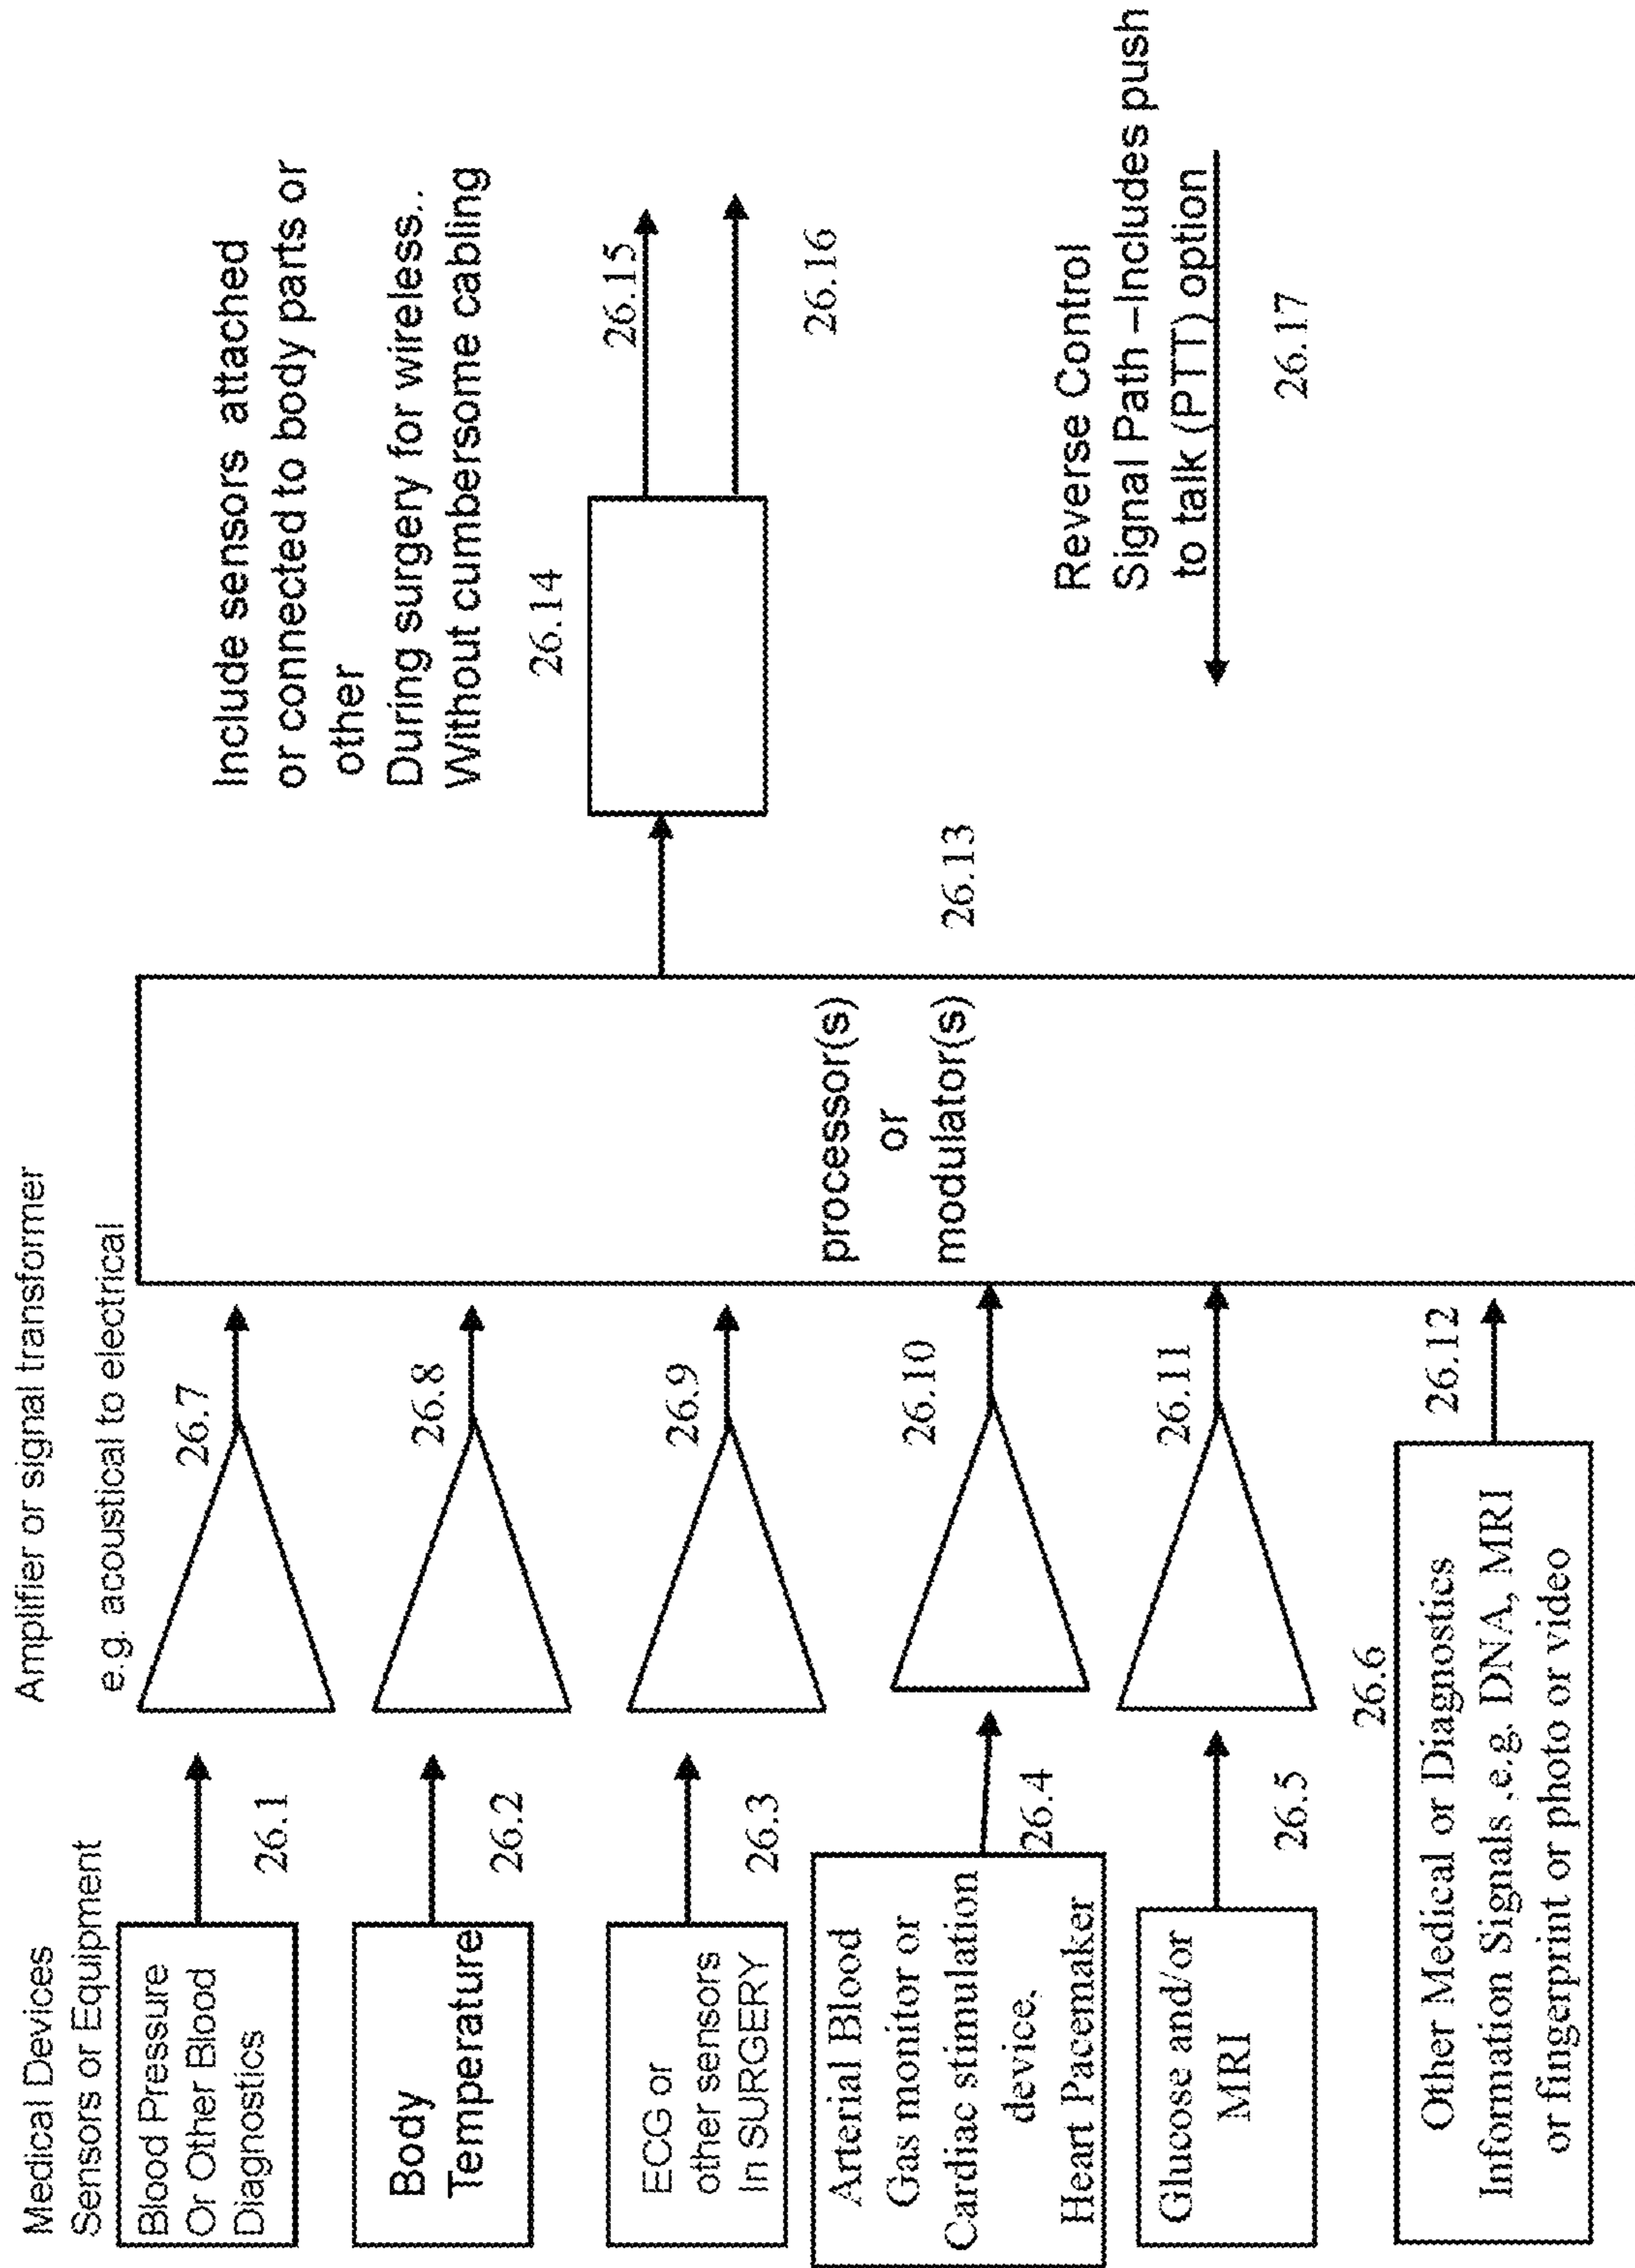 Medical Devices
Sensors or Equipment
Amplifier or signal transformer
e.g. acoustical to electrical
Blood Pressure
Or Other Blood
Diagnostics
26.1
26.7
Body
Temperature
26.2
26.8
ECG or
other sensors
In SURGERY
26.3
26.9
Arterial Blood
Gas monitor or
Cardiac stimulation
device,
Heart Pacemaker
26.4
26.10
Glucose and/or
MRI
26.5
26.11
26.6
Other Medical or Diagnostics
Information Signals ,e.g. DNA, MRI
or fingerprint or photo or video
26.12
processor(s)
or
modulator(s)
26.13
Include sensors attached
or connected to body parts or
other
During surgery for wireless..
Without cumbersome cabling
26.14
26.15
26.16
Reverse Control
Signal Path –Includes push
to talk (PTT) option
26.17